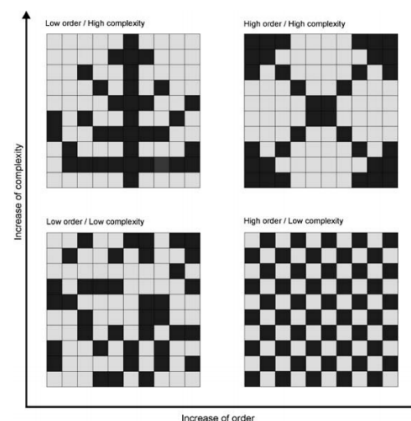 Low order / High complexity
High order / High complexity
Increase of complexity
Low order / Low complexity
High order / Low complexity
Increase of order